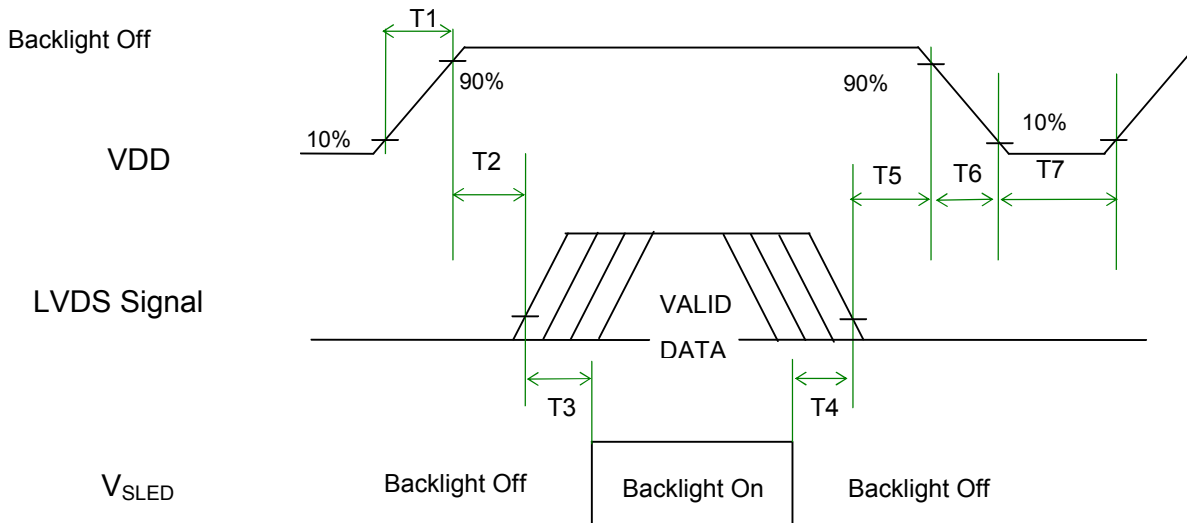 T1
Backlight Off
90%
90%
10%
10%
VDD
T2
T5
T6
T7
LVDS Signal
VALID
DATA
T3
T4
VSLED
Backlight Off
Backlight On
Backlight Off